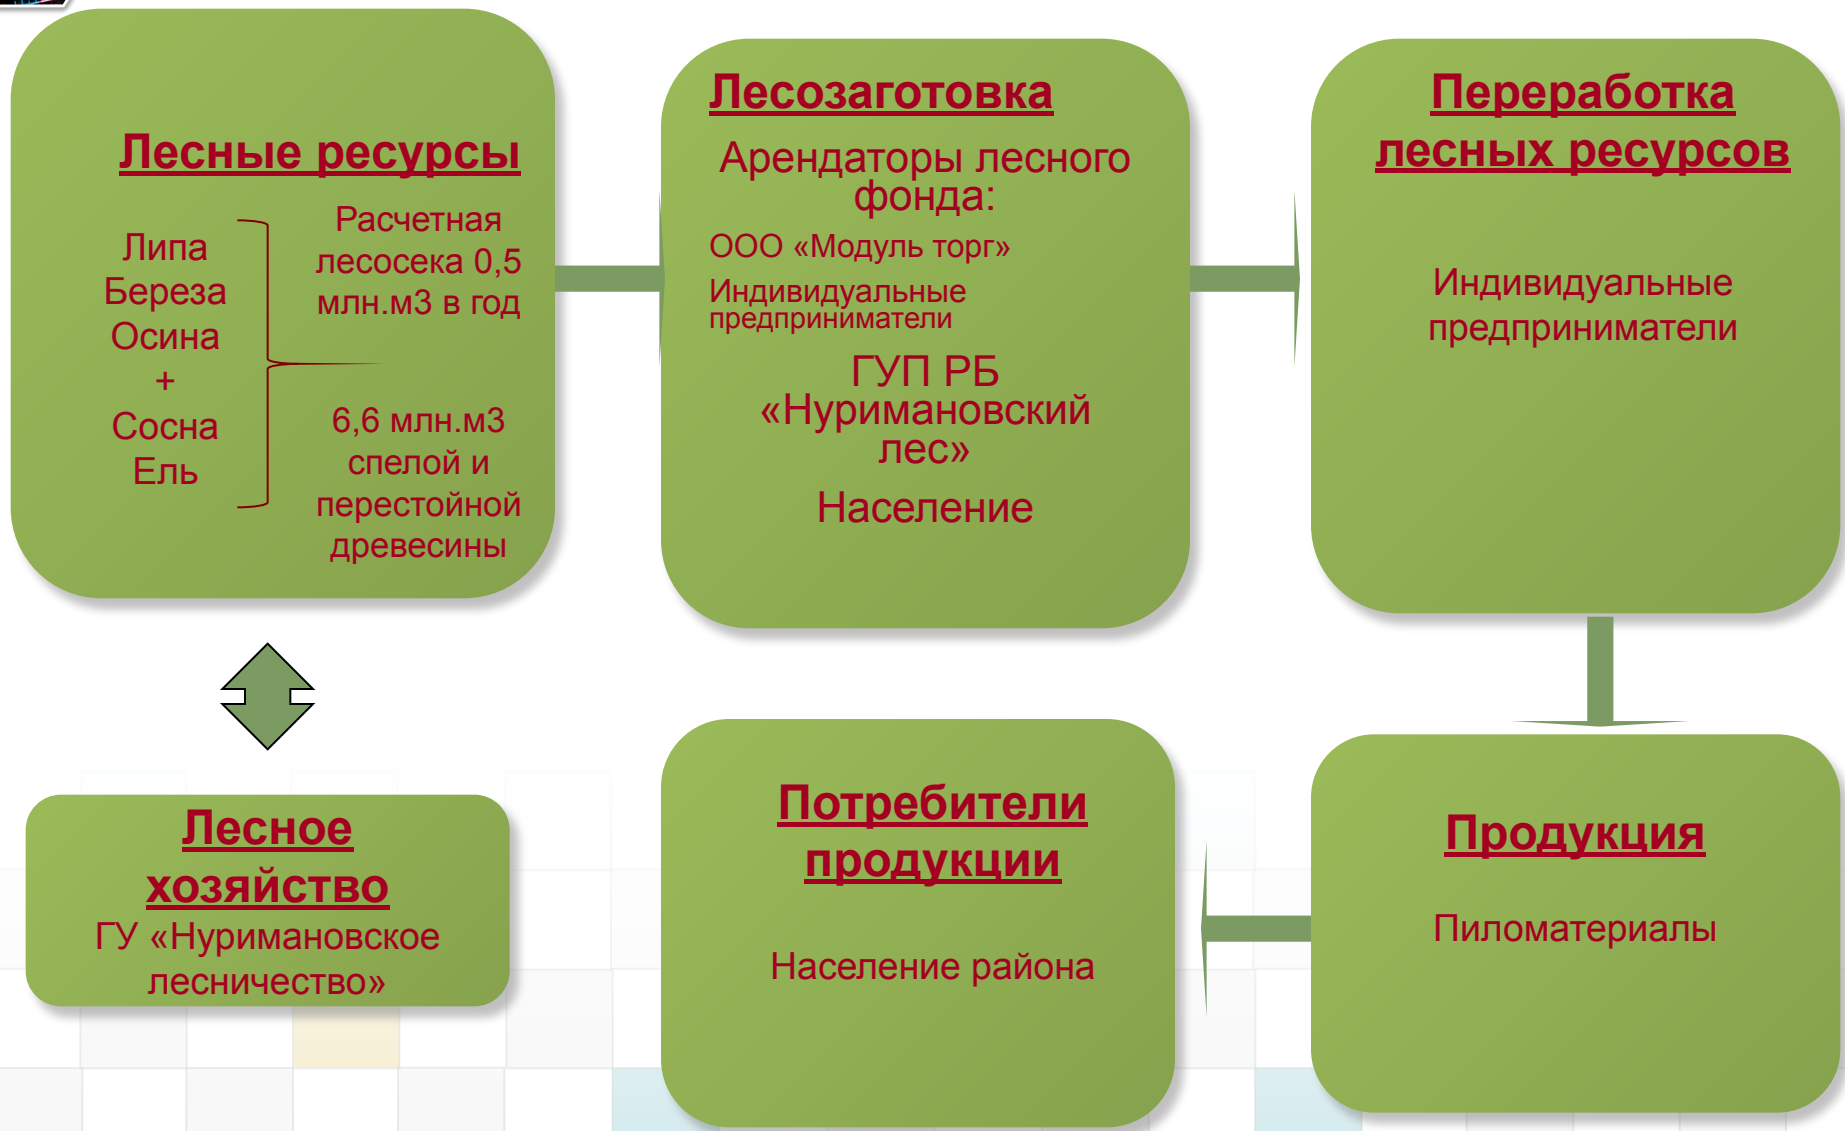 Лесные ресурсы
Липа
Береза
Осина
+
Сосна
Ель
Расчетная
лесосека 0,5
млн.м3 в год
6,6 млн.м3
спелой и
перестойной
древесины
Лесозаготовка
Арендаторы лесного
фонда:
ООО «Модуль торг»
Индивидуальные
предприниматели
ГУП РБ
«Нуримановский
лес»
Население
Переработка
лесных ресурсов
Индивидуальные
предприниматели
Лесное
хозяйство
ГУ «Нуримановское
лесничество»
Потребители
продукции
Население района
Продукция
Пиломатериалы